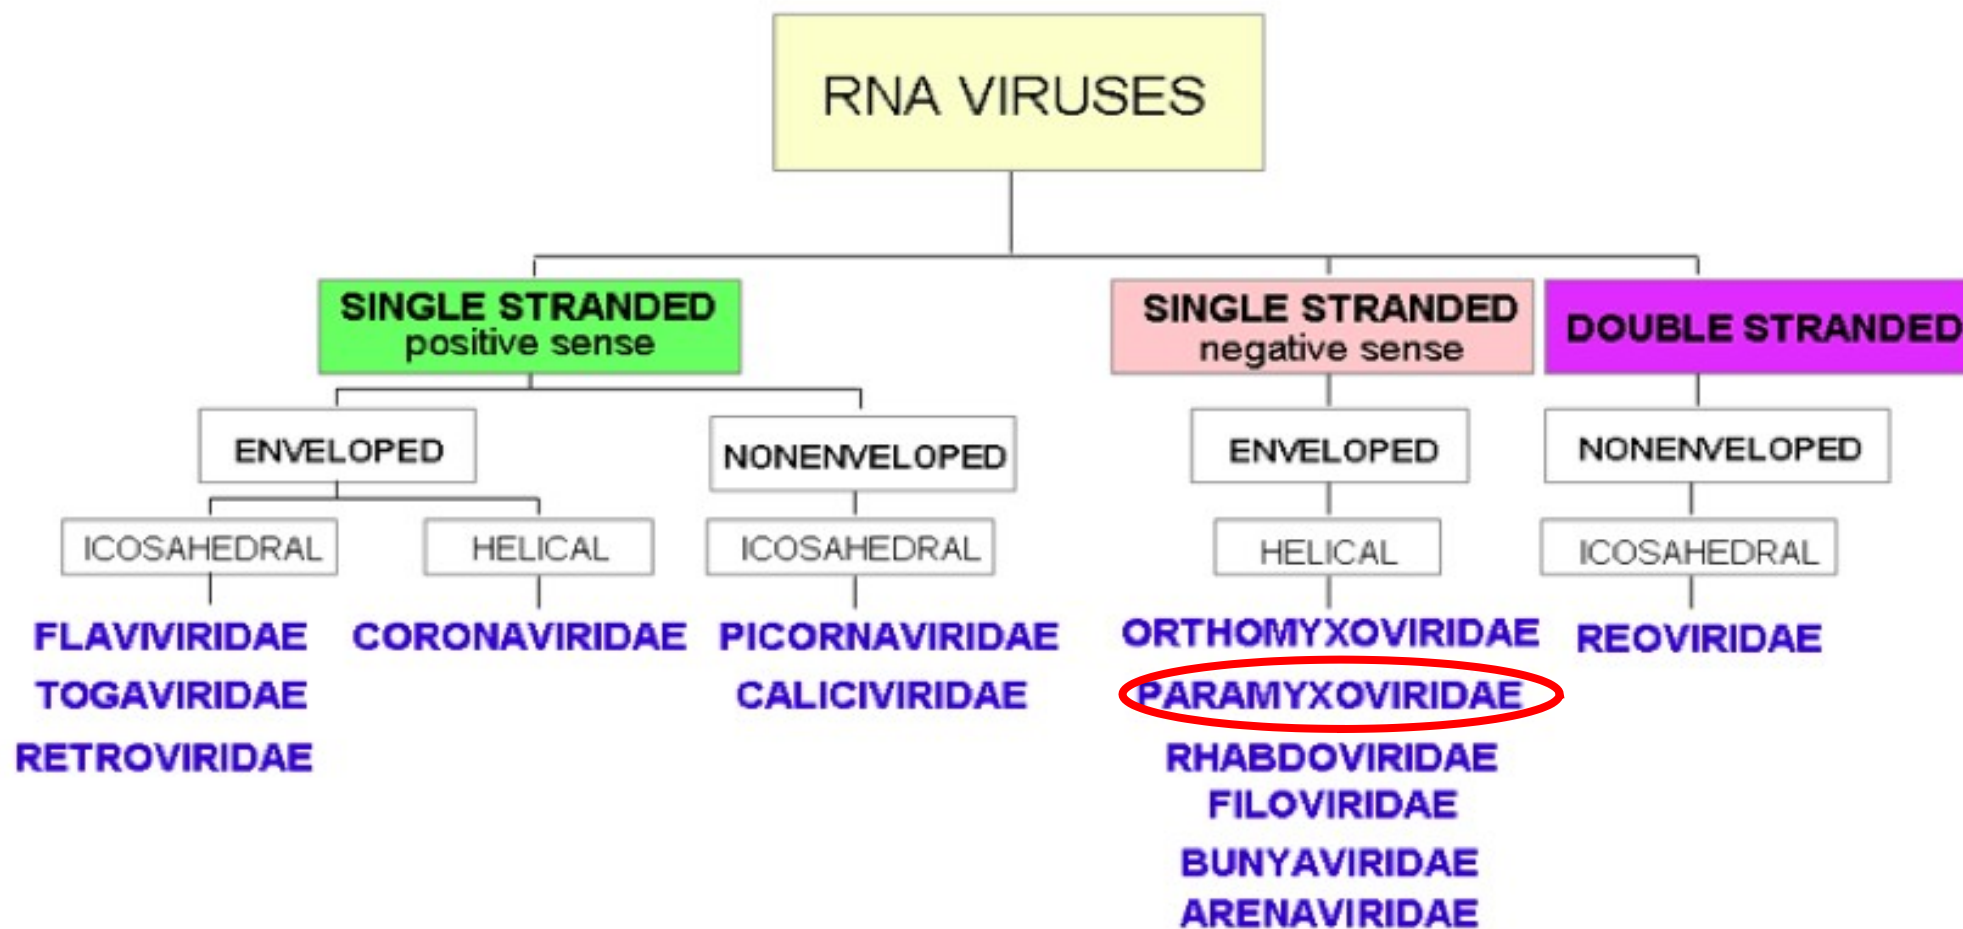 RNA VIRUSES
SINGLE STRANDED
positive sense
SINGLE STRANDED
negative sense
DOUBLE STRANDED
ENVELOPED
NONENVELOPED
ENVELOPED
NONENVELOPED
ICOSAHEDRAL
HELICAL
ICOSAHEDRAL
HELICAL
ICOSAHEDRAL
FLAVIVIRIDAE
TOGAVIRIDAE
RETROVIRIDAE
CORONAVIRIDAE
PICORNAVIRIDAE
CALICIVIRIDAE
ORTHOMYXOVIRIDAE
PARAMYXOVIRIDAE
RHABDOVIRIDAE
FILOVIRIDAE
BUNYAVIRIDAE
ARENAVIRIDAE
REOVIRIDAE